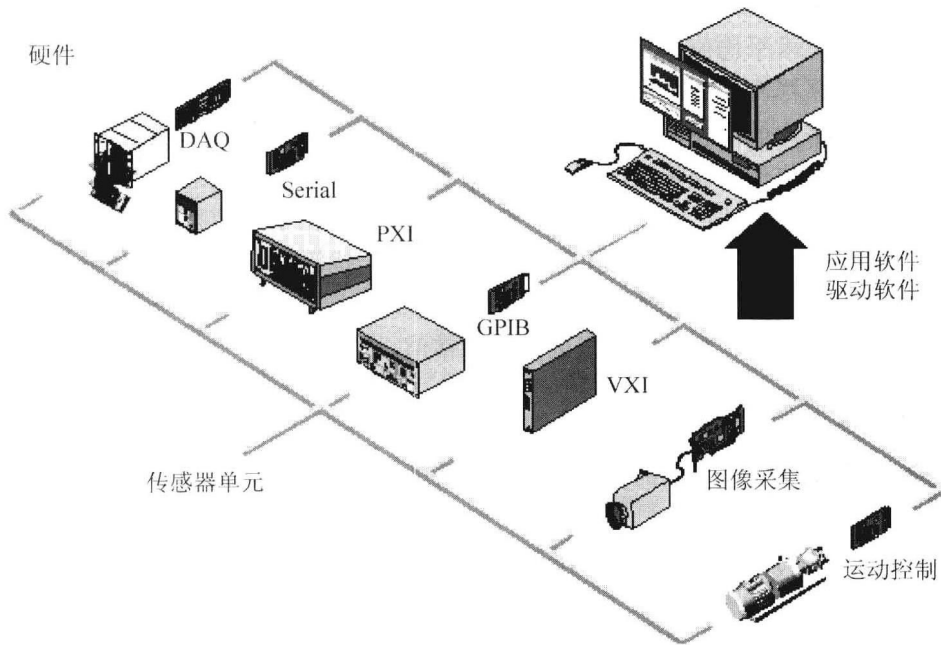 硬件
DAQ
Serial
PXI
GPIB
VXI
应用软件
驱动软件
传感器单元
图像采集
运动控制